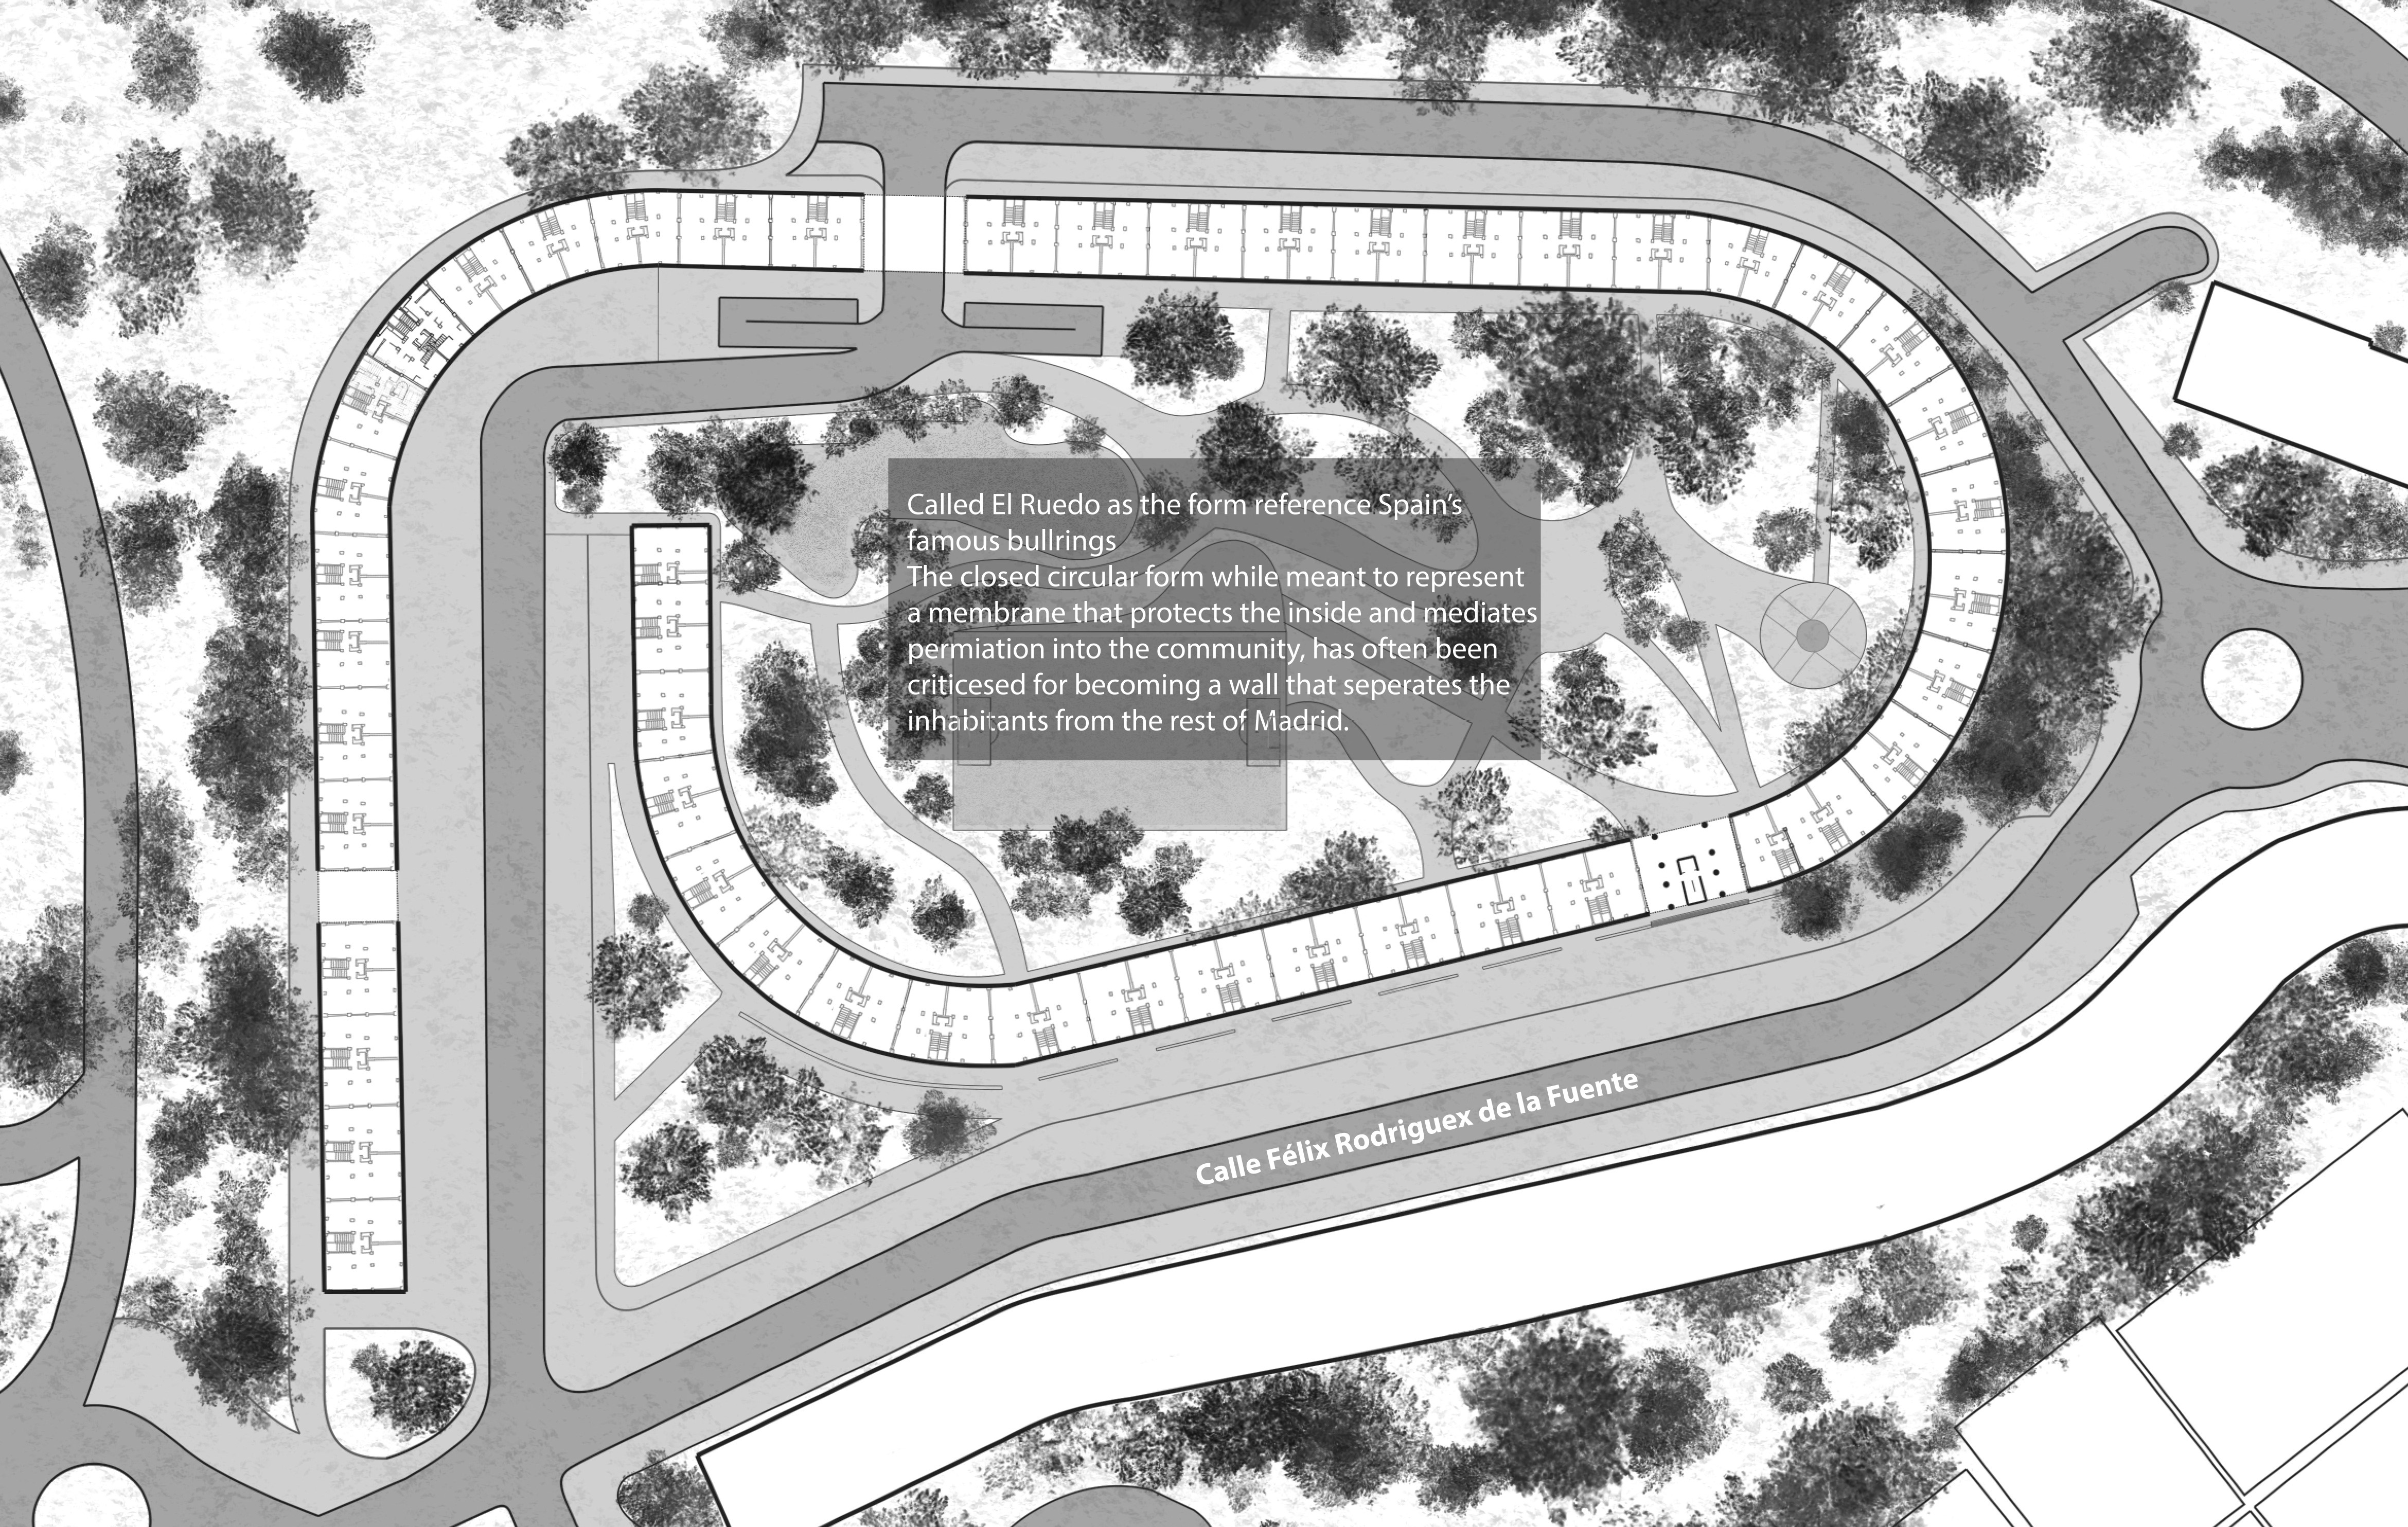 Called El Ruedo as the form reference Spain’s
famous bullrings
The closed circular form while meant to represent
a membrane that protects the inside and mediates
permiation into the community, has often been
criticesed for becoming a wall that seperates the
inhabitants from the rest of Madrid.
Calle Félix Rodriguex de la Fuente